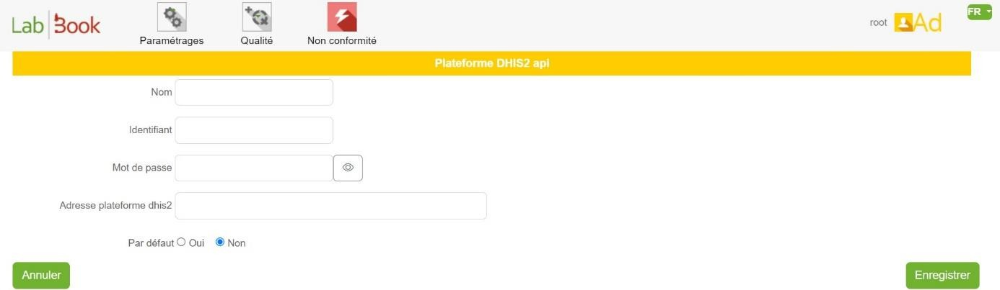 Lab Book
Paramétrages
Qualité
Non conformité
root
Ad
FR
Plateforme DHIS2 api
Nom
Identifiant
Mot de passe
Adresse plateforme dhis2
Par défaut Oui Non
Annuler
Enregistrer